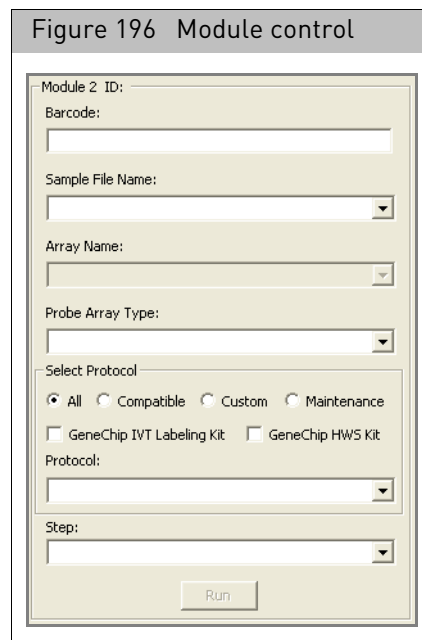 Figure 196 Module control
Module 2 ID:
Barcode:
Sample File Name:
Array Name:
Probe Array Type:
Select Protocol
All Compatible Custom Maintenance
GeneChip IVT Labeling Kit GeneChip HWS Kit
Protocol:
Step:
Run